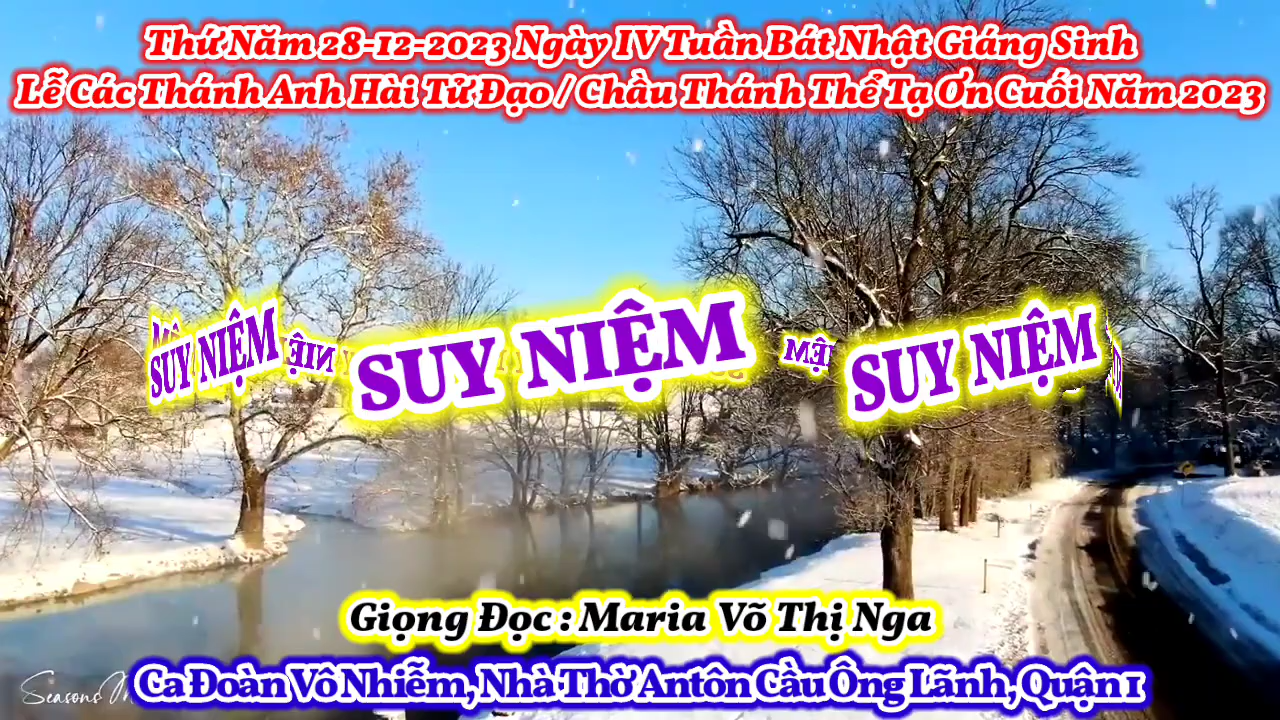 Thứ Năm 28-12-2023 Ngày IV Tuần Bát Nhật Giáng Sinh
Lễ Các Thánh Anh Hài Tử Đạo / Chầu Thánh Thể Tạ Ơn Cuối Năm 2023
SUY NIỆM SUY NIỆM SUY NIỆM
Giọng Đọc : Maria Võ Thị Nga
Ca Đoàn Vô Nhiễm, Nhà Thờ Antôn Cầu Ông Lãnh, Quận 1
Seasons